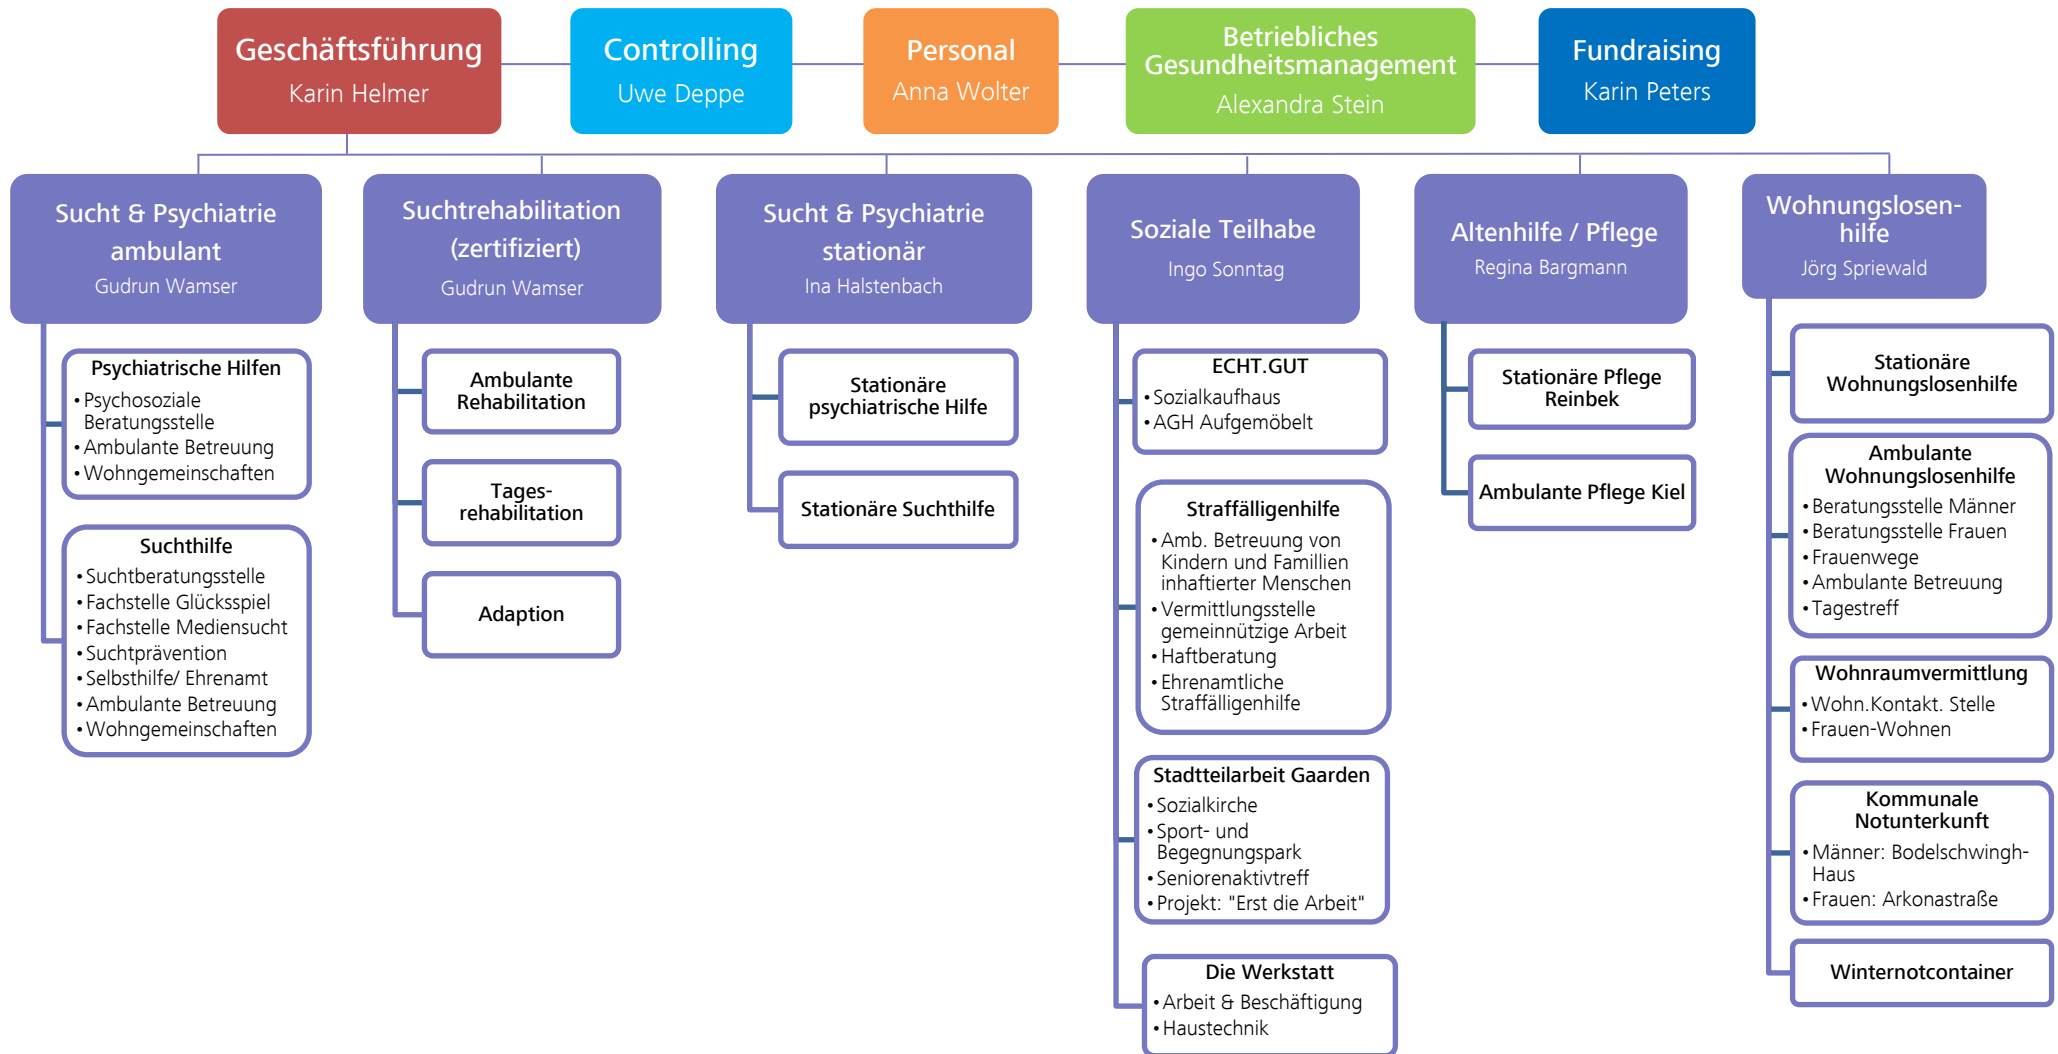 Geschäftsführung
Karin Helmer
Controlling
Uwe Deppe
Personal
Anna Wolter
Betriebliches
Gesundheitsmanagement
Alexandra Stein
Fundraising
Karin Peters
Sucht & Psychiatrie
ambulant
Gudrun Wamser
Psychiatrische Hilfen
• Psychosoziale
Beratungsstelle
• Ambulante Betreuung
• Wohngemeinschaften
Suchthilfe
• Suchtberatungsstelle
• Fachstelle Glücksspiel
• Fachstelle Mediensucht
• Suchtprävention
• Selbsthilfe/ Ehrenamt
• Ambulante Betreuung
• Wohngemeinschaften
Suchtrehabilitation
(zertifiziert)
Gudrun Wamser
Ambulante
Rehabilitation
Tages-
rehabilitation
Adaption
Sucht & Psychiatrie
stationär
Ina Halstenbach
Stationäre
psychiatrische Hilfe
Stationäre Suchthilfe
Soziale Teilhabe
Ingo Sonntag
ECHT.GUT
• Sozialkaufhaus
• AGH Aufgemöbelt
Straffälligenhilfe
• Amb. Betreuung von
Kindern und Familien
inhaftierter Menschen
• Vermittlungsstelle
gemeinnützige Arbeit
• Haftberatung
• Ehrenamtliche
Straffälligenhilfe
Stadtteilarbeit Gaarden
• Sozialkirche
• Sport- und
Begegnungspark
• Seniorenaktivtreff
• Projekt: "Erst die Arbeit"
Die Werkstatt
• Arbeit & Beschäftigung
• Haustechnik
Altenhilfe / Pflege
Regina Bargmann
Stationäre Pflege
Reinbek
Ambulante Pflege Kiel
Wohnungslosen-
hilfe
Jörg Spriewald
Stationäre
Wohnungslosenhilfe
Ambulante
Wohnungslosenhilfe
• Beratungsstelle Männer
• Beratungsstelle Frauen
• Frauenwege
• Ambulante Betreuung
• Tagestreff
Wohnraumvermittlung
• Wohn.Kontakt. Stelle
• Frauen-Wohnen
Kommunale
Notunterkunft
• Männer: Bodelschwingh-
Haus
• Frauen: Arkonastraße
Winternotcontainer